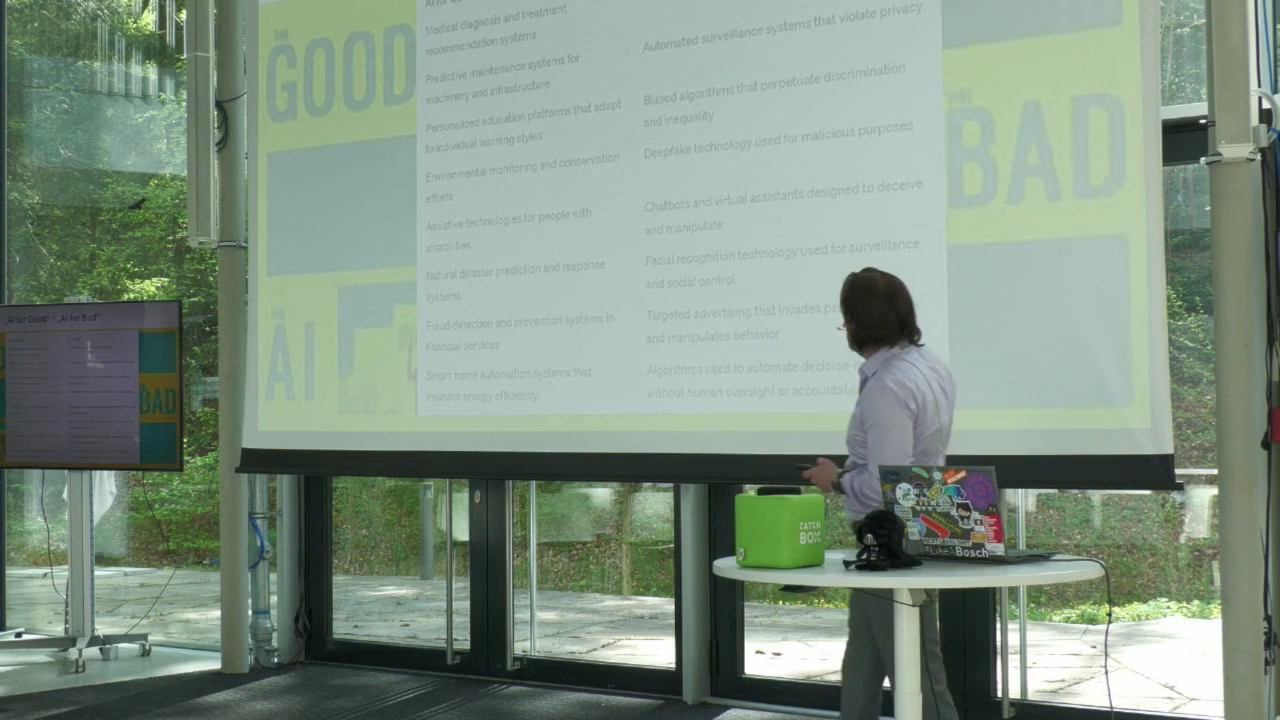 GOOD
BAD
AI
Medical diagnosis and treatment
recommendation systems
Predictive maintenance systems for
machinery and infrastructure
Personalized education platforms that adapt
to individual learning styles
Environmental monitoring and conservation
efforts
Assistive technologies for people with
disabilities
Natural disaster prediction and response
systems
Fraud detection and prevention systems in
financial services
Smart home automation systems that
improve energy efficiency
Automated surveillance systems that violate privacy
Biased algorithms that perpetuate discrimination
and inequality
Deepfake technology used for malicious purposes
Chatbots and virtual assistants designed to deceive
and manipulate
Facial recognition technology used for surveillance
and social control
Targeted advertising that invades
and manipulates behavior
Algorithms used to automate decision-
without human oversight or
"AI for Good" / "AI for Bad"
BAD
CATCH
BOX
#LikeABosch